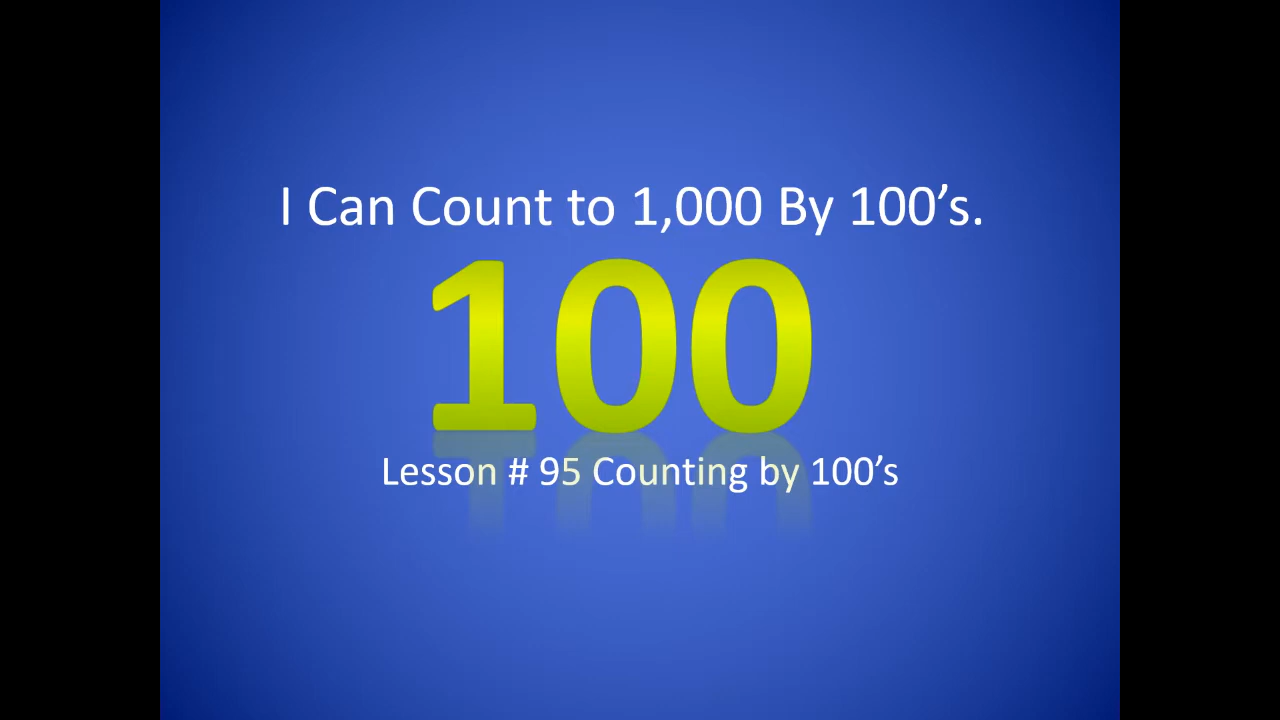 I Can Count to 1,000 By 100’s.
100
Lesson # 95 Counting by 100’s